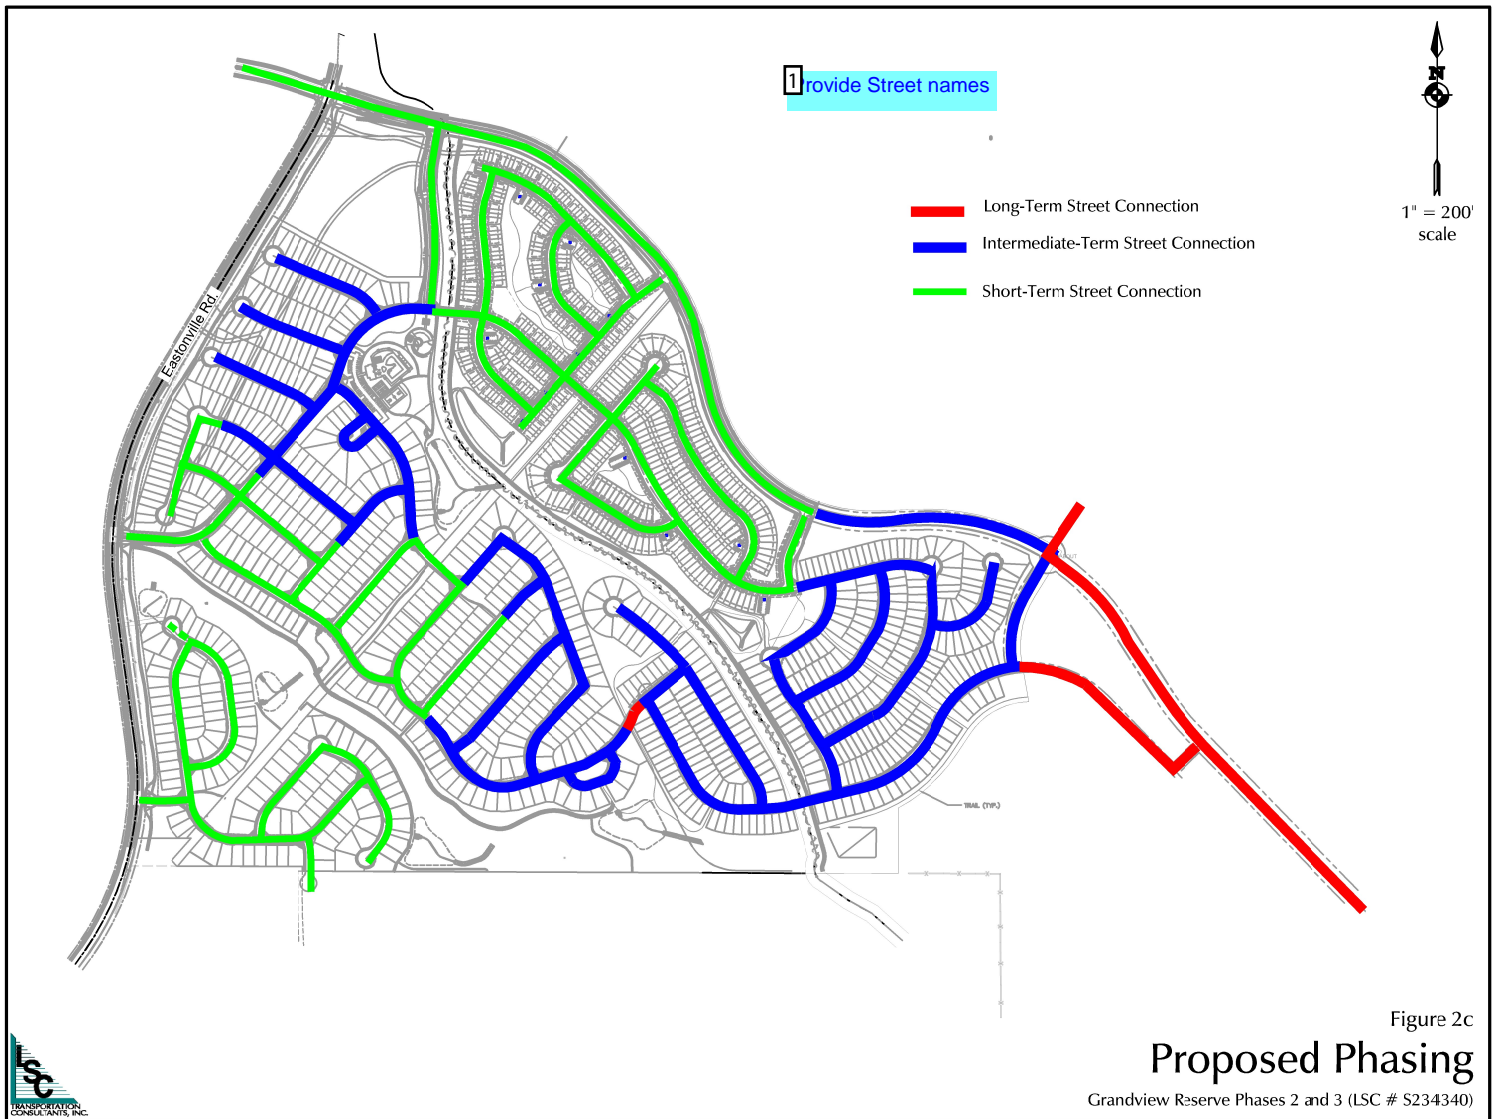 1
Provide Street names
N
1" = 200'
scale
Long-Term Street Connection
Intermediate-Term Street Connection
Short-Term Street Connection
Eastonville Rd.
TRAIL (TYP.)
Figure 2c
Proposed Phasing
Grandview Reserve Phases 2 and 3 (LSC # S234340)
LSC
TRANSPORTATION
CONSULTANTS, INC.